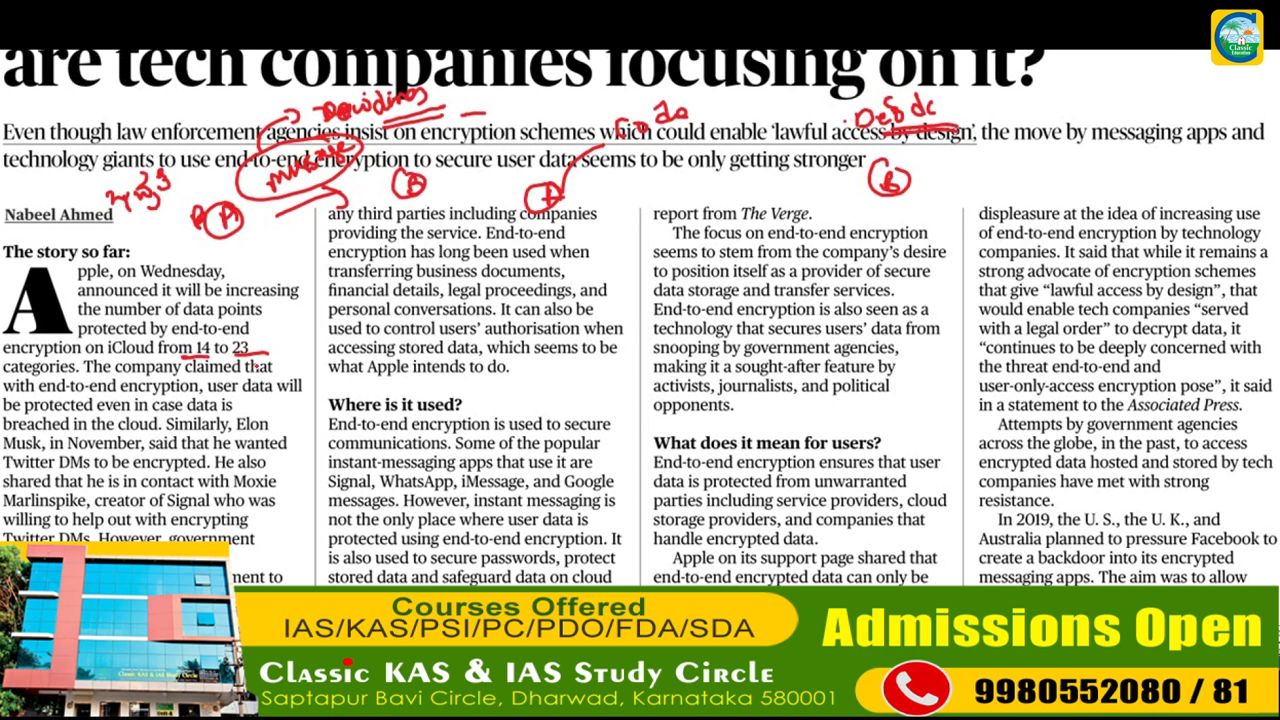 Classic
Education
are tech companies focusing on it?
Even though law enforcement agencies insist on encryption schemes which could enable ‘lawful access by design’, the move by messaging apps and
technology giants to use end-to-end encryption to secure user data seems to be only getting stronger
A
B
A
B
Nabeel Ahmed
The story so far:
Apple, on Wednesday,
announced it will be increasing
the number of data points
protected by end-to-end
encryption on iCloud from 14 to 23
categories. The company claimed that
with end-to-end encryption, user data will
be protected even in case data is
breached in the cloud. Similarly, Elon
Musk, in November, said that he wanted
Twitter DMs to be encrypted. He also
shared that he is in contact with Moxie
Marlinspike, creator of Signal who was
willing to help out with encrypting
Twitter DMs. However, government
ment to
any third parties including companies
providing the service. End-to-end
encryption has long been used when
transferring business documents,
financial details, legal proceedings, and
personal conversations. It can also be
used to control users’ authorisation when
accessing stored data, which seems to be
what Apple intends to do.
Where is it used?
End-to-end encryption is used to secure
communications. Some of the popular
instant-messaging apps that use it are
Signal, WhatsApp, iMessage, and Google
messages. However, instant messaging is
not the only place where user data is
protected using end-to-end encryption. It
is also used to secure passwords, protect
stored data and safeguard data on cloud
report from The Verge.
The focus on end-to-end encryption
seems to stem from the company’s desire
to position itself as a provider of secure
data storage and transfer services.
End-to-end encryption is also seen as a
technology that secures users’ data from
snooping by government agencies,
making it a sought-after feature by
activists, journalists, and political
opponents.
What does it mean for users?
End-to-end encryption ensures that user
data is protected from unwarranted
parties including service providers, cloud
storage providers, and companies that
handle encrypted data.
Apple on its support page shared that
end-to-end encrypted data can only be
displeasure at the idea of increasing use
of end-to-end encryption by technology
companies. It said that while it remains a
strong advocate of encryption schemes
that give “lawful access by design”, that
would enable tech companies “served
with a legal order” to decrypt data, it
“continues to be deeply concerned with
the threat end-to-end and
user-only-access encryption pose”, it said
in a statement to the Associated Press.
Attempts by government agencies
across the globe, in the past, to access
encrypted data hosted and stored by tech
companies have met with strong
resistance.
In 2019, the U. S., the U. K., and
Australia planned to pressure Facebook to
create a backdoor into its encrypted
messaging apps. The aim was to allow
Courses Offered
IAS/KAS/PSI/PC/PDO/FDA/SDA
Classic KAS & IAS Study Circle
Saptapur Bavi Circle, Dharwad, Karnataka 580001
Admissions Open
9980552080 / 81